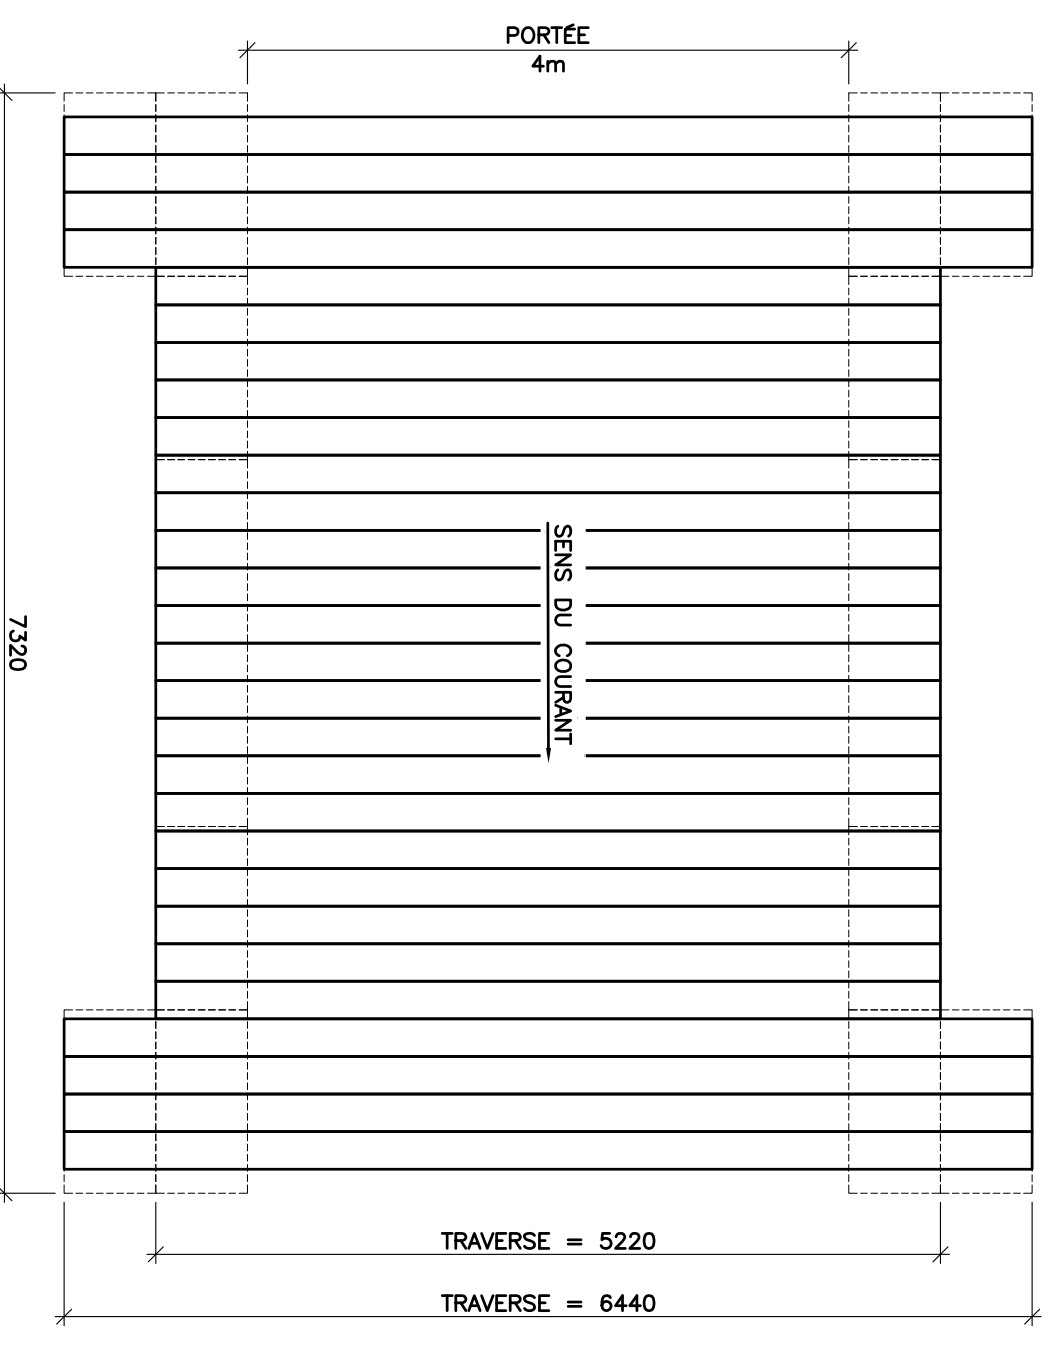 PORTÉE
4m
SENS DU COURANT
7320
TRAVERSE = 5220
TRAVERSE = 6440